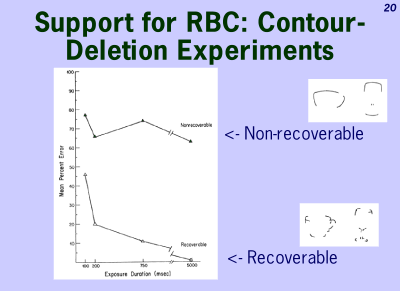 20
Support for RBC: Contour-
Deletion Experiments
100
90
80
70
60
50
40
30
20
10
Mean Percent Error
Nonrecoverable
Recoverable
100 200 750 5000
Exposure Duration (msec)
<- Non-recoverable
<- Recoverable